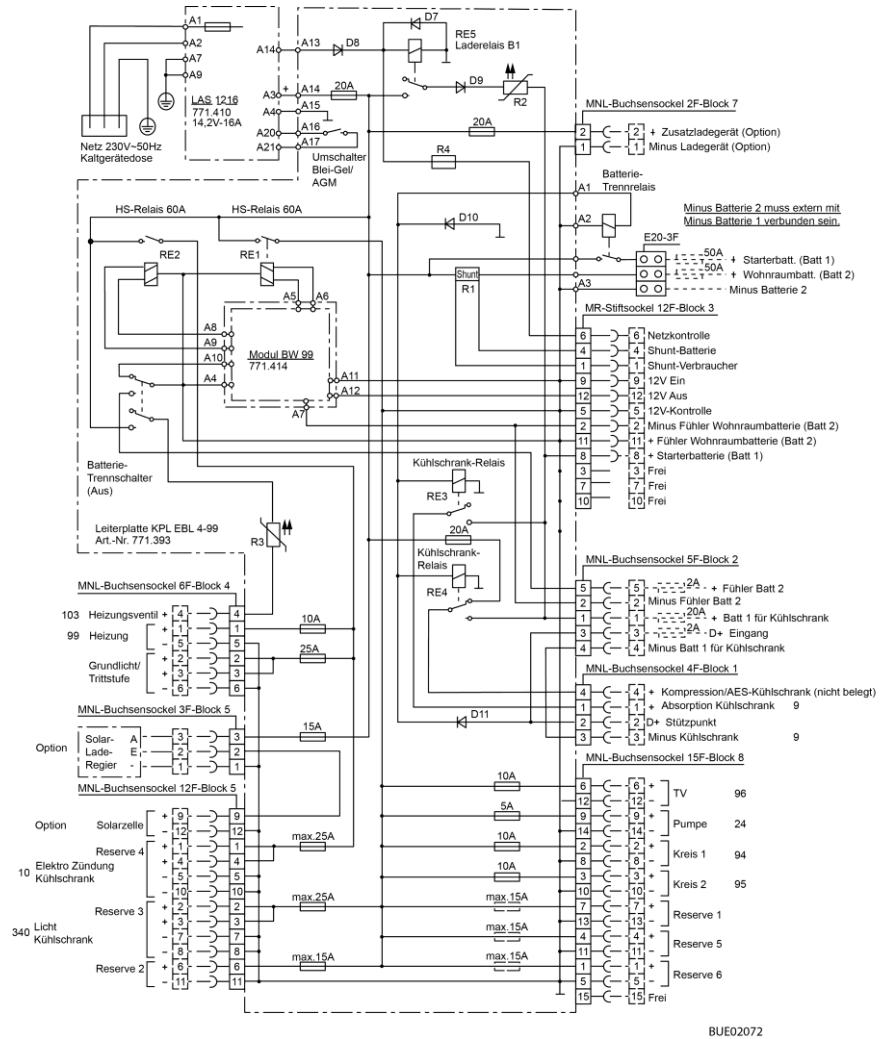 A1
A2
A7
A9
LAS 1216
771.410
14,2V-16A
A14
A3
A4
A20
A21
+
A13
A14
A15
A16
A17
20A
D8
D7
RE5
Laderelais B1
D9
R2
Netz 230V~50Hz
Kaltgerätedose
Umschalter
Blei-Gel/
AGM
20A
R4
MNL-Buchsensockel 2F-Block 7
2 2 + Zusatzladegerät (Option)
1 1 Minus Ladegerät (Option)
Batterie-
Trennrelais
A1
A2
Minus Batterie 2 muss extern mit
Minus Batterie 1 verbunden sein.
E20-3F
50A + Starterbatt. (Batt 1)
50A + Wohnraumbatt. (Batt 2)
A3 Minus Batterie 2
HS-Relais 60A
HS-Relais 60A
RE2
RE1
D10
Shunt
R1
A5
A6
A8
A9
A10
A4
Modul BW 99
771.414
A11
A12
A7
MR-Stiftsockel 12F-Block 3
6 6 Netzkontrolle
4 4 Shunt-Batterie
1 1 Shunt-Verbraucher
9 9 12V Ein
12 12 12V Aus
5 5 12V-Kontrolle
2 2 Minus Fühler Wohnraumbatterie (Batt 2)
11 11 + Fühler Wohnraumbatterie (Batt 2)
8 8 + Starterbatterie (Batt 1)
3 3 Frei
7 7 Frei
10 10 Frei
Batterie-
Trennschalter
(Aus)
Kühlschrank-Relais
RE3
20A
Kühlschrank-
Relais
RE4
Leiterplatte KPL EBL 4-99
Art.-Nr. 771.393
R3
MNL-Buchsensockel 5F-Block 2
5 5 2A + Fühler Batt 2
2 2 Minus Fühler Batt 2
1 1 20A + Batt 1 für Kühlschrank
3 3 2A D+ Eingang
4 4 Minus Batt 1 für Kühlschrank
MNL-Buchsensockel 6F-Block 4
103 Heizungsventil + 4 4
99 Heizung + 1 1 10A
− 5 5
Grundlicht/
Trittstufe
+ 2 2 25A
+ 3 3
− 6 6
MNL-Buchsensockel 4F-Block 1
4 4 + Kompression/AES-Kühlschrank (nicht belegt)
1 1 + Absorption Kühlschrank 9
2 2 D+ Stützpunkt
3 3 Minus Kühlschrank 9
D11
MNL-Buchsensockel 3F-Block 5
Option
Solar-
Lade-
Regier
A 3 3 15A
E 2 2
- 1 1
MNL-Buchsensockel 12F-Block 5
Option Solarzelle + 9 9
− 12 12
Reserve 4 + 1 1 max.25A
+ 4 4
10 Elektro Zündung
Kühlschrank
− 5 5
− 10 10
Reserve 3 + 2 2 max.25A
+ 3 3
340 Licht
Kühlschrank
− 7 7
− 8 8
Reserve 2 + 6 6 max.15A
− 11 11
MNL-Buchsensockel 15F-Block 8
10A 6 6 + TV 96
12 12 −
5A 9 9 + Pumpe 24
14 14 −
10A 2 2 + Kreis 1 94
8 8 −
10A 3 3 + Kreis 2 95
10 10 −
max.15A 7 7 + Reserve 1
13 13 −
max.15A 4 4 + Reserve 5
11 11 −
max.15A 1 1 + Reserve 6
5 5 −
15 15 Frei
BUE02072